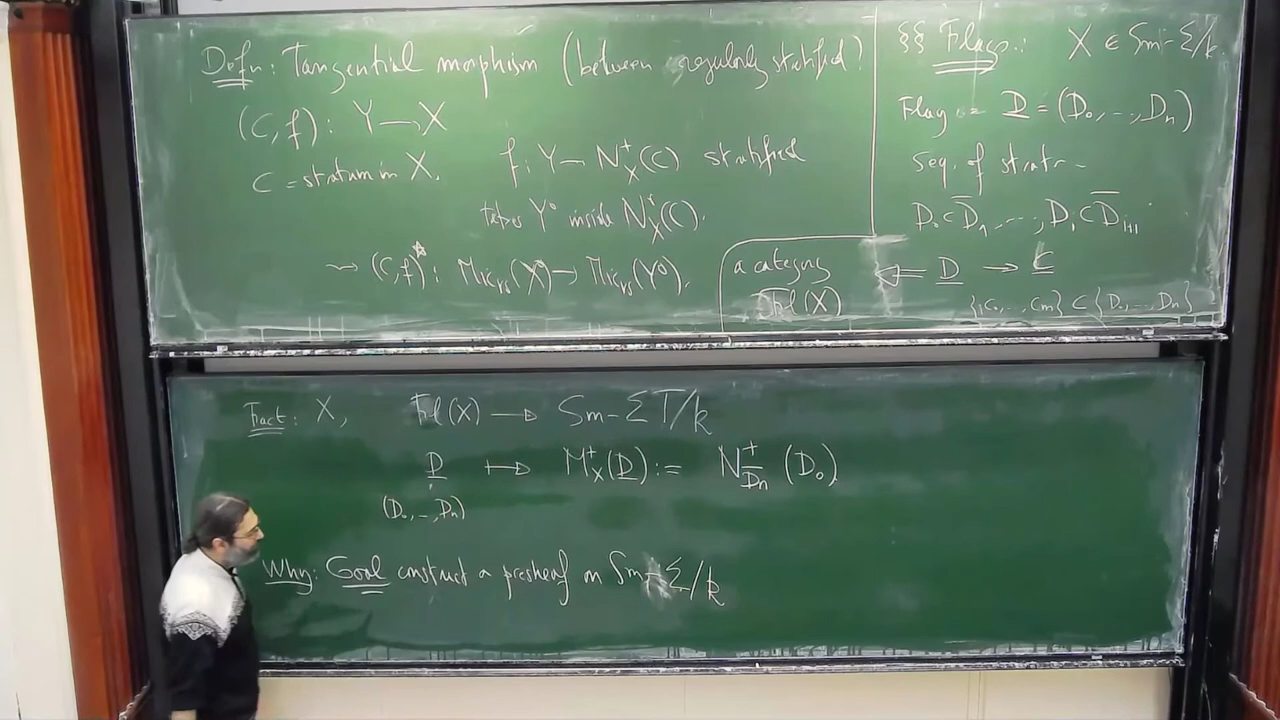 Defn: Tangential morphism (between regularly stratified)
(C,f): Y → X
C = stratum in X. f: Y → N⁺_X(C) stratified
takes Y° inside N°_X(C).
⇝ (C,f)*: MIC_rs(X) → MIC_rs(Y°).
§§ Flags: X ∈ Sm-Σ/k
Flag = D = (D₀,..,Dₙ)
Seq. of strata
D₀ ⊂ D̄₁, ..., Dᵢ ⊂ D̄ᵢ₊₁
a category ⇐ D → C
Fl(X) {C₀,..,Cm} ⊂ {D₀,..,Dₙ}
Fact: X, Fl(X) → Sm-ΣT/k
D ↦ M⁺_X(D) := N⁺_D̄ₙ(D₀)
(D₀,..,Dₙ)
Why: Goal construct a presheaf on Sm-Σ/k